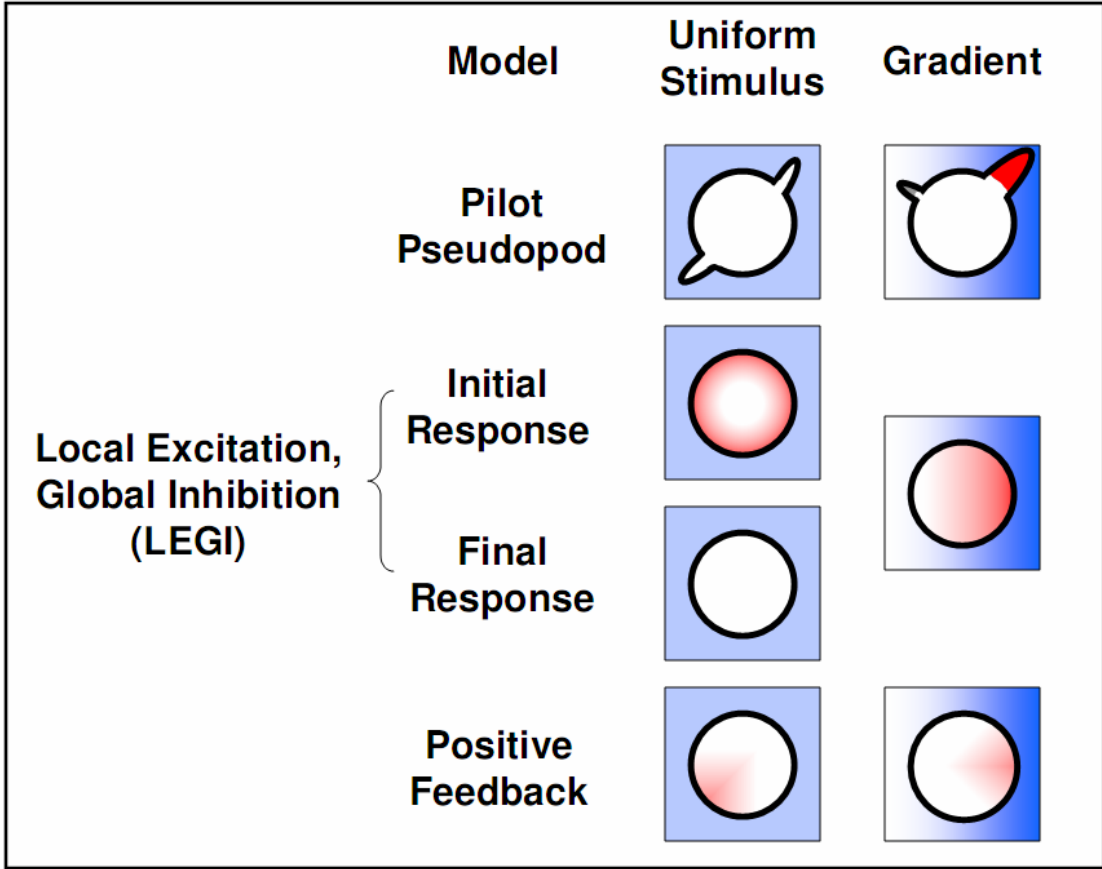 Model
Uniform
Stimulus
Gradient
Pilot
Pseudopod
Initial
Response
Local Excitation,
Global Inhibition
(LEGI)
Final
Response
Positive
Feedback